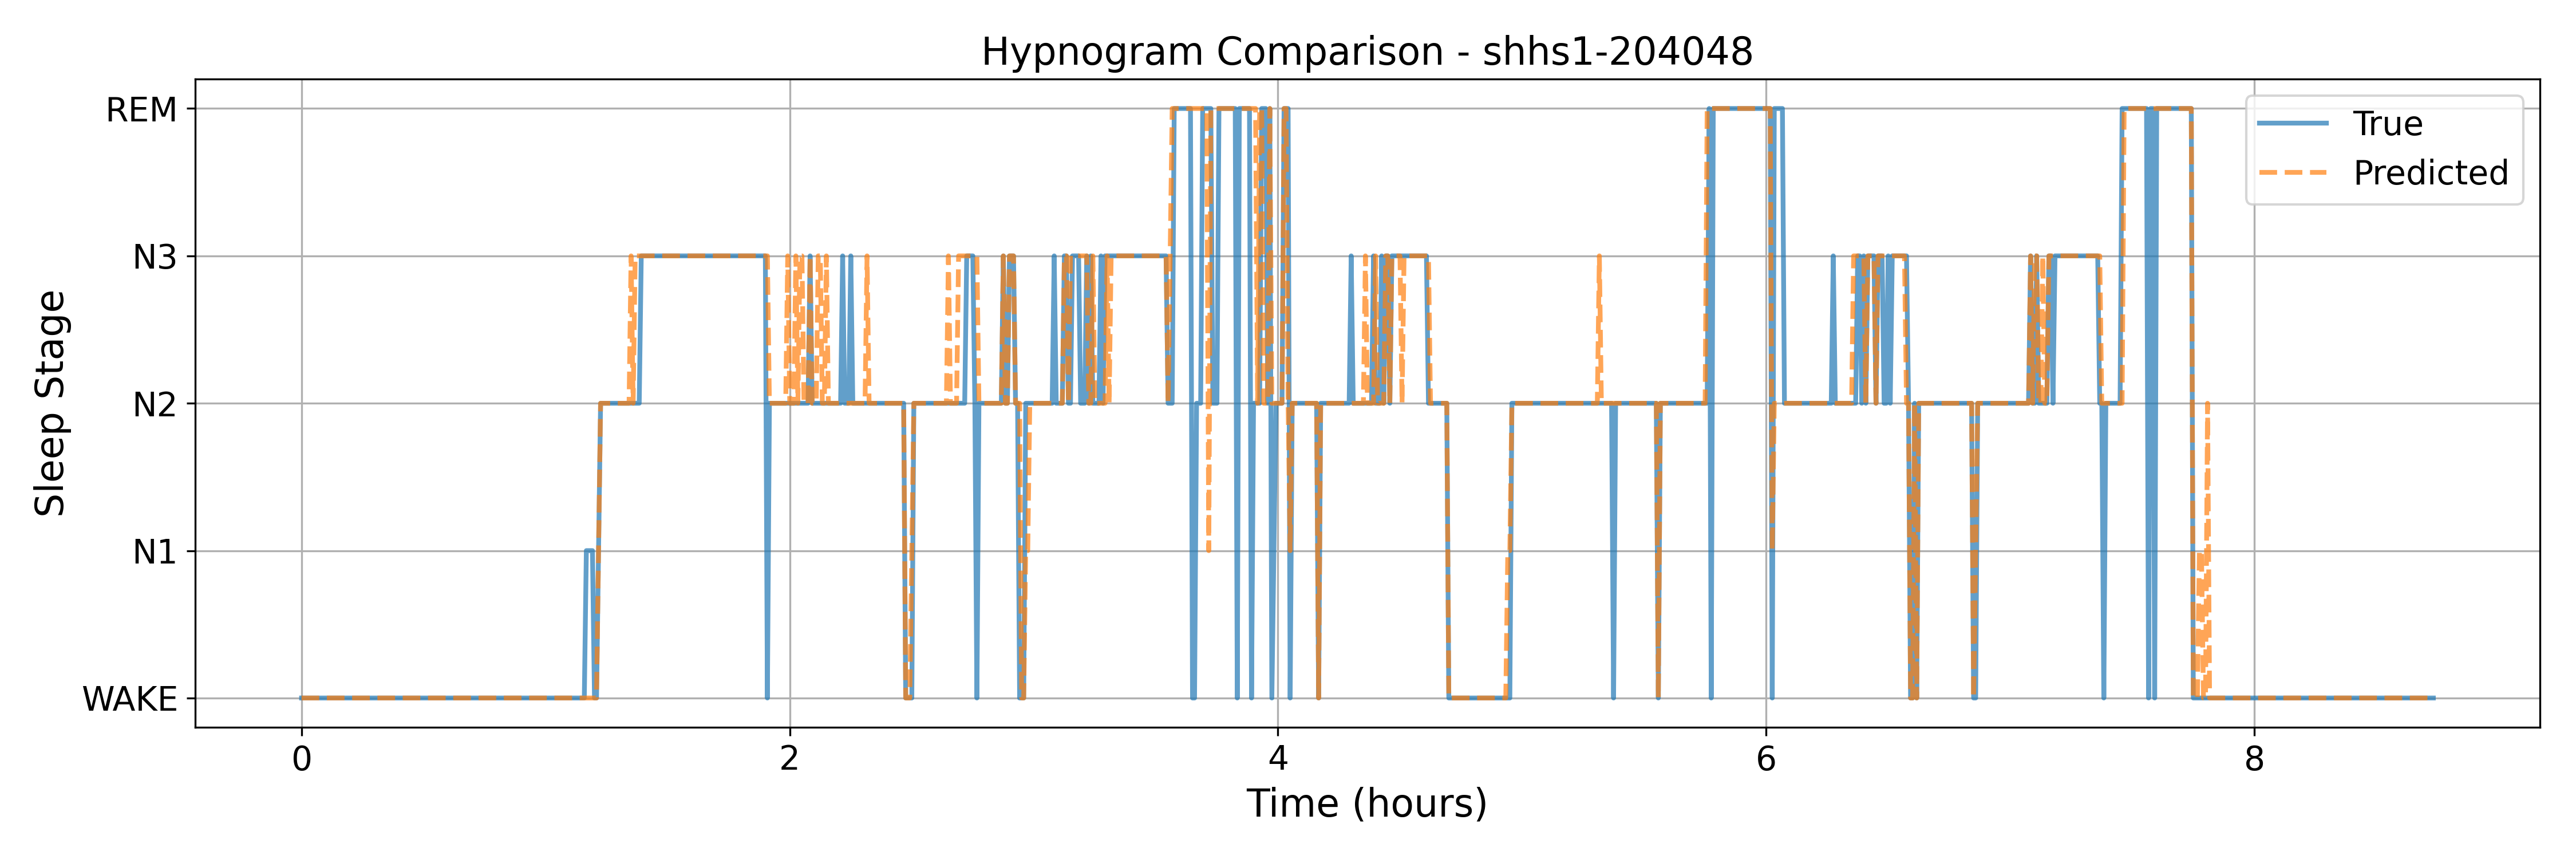 Hypnogram Comparison - shhs1-204048
REM
N3
N2
N1
WAKE
Sleep Stage
True
Predicted
0 2 4 6 8
Time (hours)